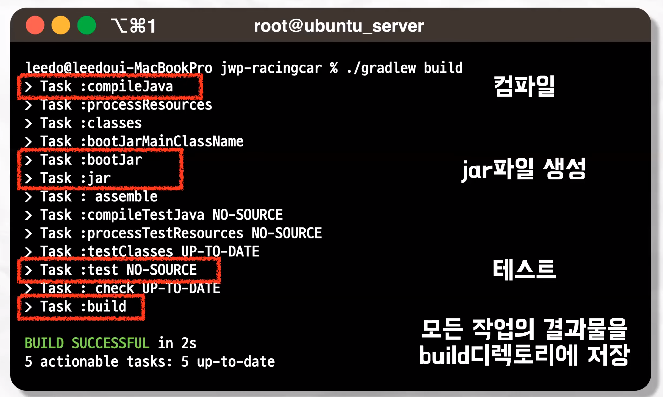 ⌥⌘1
root@ubuntu_server
leedo@leedoui-MacBookPro jwp-racingcar % ./gradlew build
> Task :compileJava
컴파일
> Task :processResources
> Task :classes
> Task :bootJarMainClassName
> Task :bootJar
> Task :jar
jar파일 생성
> Task : assemble
> Task :compileTestJava NO-SOURCE
> Task :processTestResources NO-SOURCE
> Task :testClasses UP-TO-DATE
> Task :test NO-SOURCE
테스트
> Task : check UP-TO-DATE
> Task :build
모든 작업의 결과물을
build디렉토리에 저장
BUILD SUCCESSFUL in 2s
5 actionable tasks: 5 up-to-date